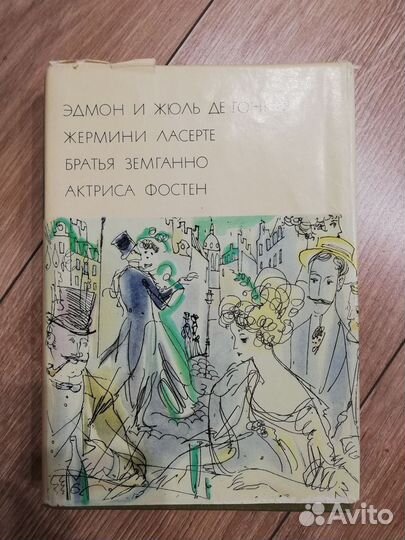 ЭДМОН И ЖЮЛЬ ДЕ
ЖЕРМИНИ ЛАСЕРТЕ
БРАТЬЯ ЗЕМГАННО
АКТРИСА ФОСТЕН
Avito